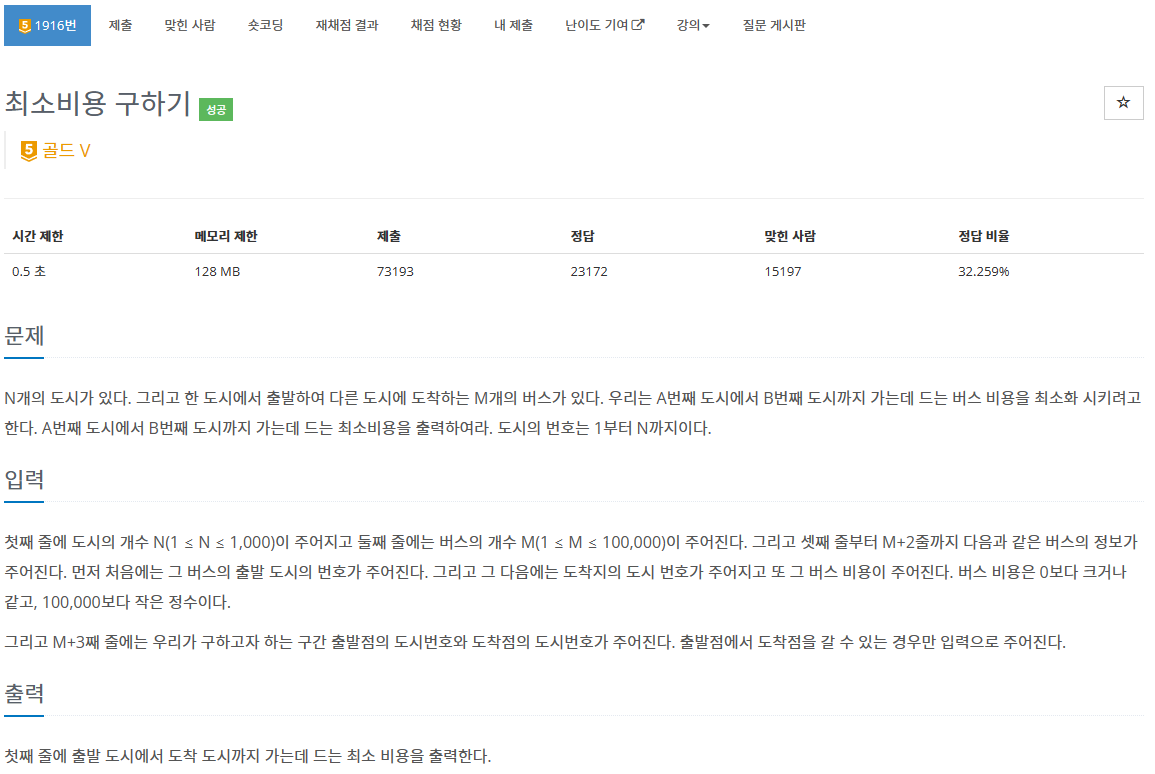 5 1916번 제출 맞힌 사람 숏코딩 재채점 결과 채점 현황 내 제출 난이도 기여 강의 질문 게시판
최소비용 구하기 성공
☆
5 골드 V
시간 제한 메모리 제한 제출 정답 맞힌 사람 정답 비율
0.5 초 128 MB 73193 23172 15197 32.259%
문제
N개의 도시가 있다. 그리고 한 도시에서 출발하여 다른 도시에 도착하는 M개의 버스가 있다. 우리는 A번째 도시에서 B번째 도시까지 가는데 드는 버스 비용을 최소화 시키려고
한다. A번째 도시에서 B번째 도시까지 가는데 드는 최소비용을 출력하여라. 도시의 번호는 1부터 N까지이다.
입력
첫째 줄에 도시의 개수 N(1 ≤ N ≤ 1,000)이 주어지고 둘째 줄에는 버스의 개수 M(1 ≤ M ≤ 100,000)이 주어진다. 그리고 셋째 줄부터 M+2줄까지 다음과 같은 버스의 정보가
주어진다. 먼저 처음에는 그 버스의 출발 도시의 번호가 주어진다. 그리고 그 다음에는 도착지의 도시 번호가 주어지고 또 그 버스 비용이 주어진다. 버스 비용은 0보다 크거나
같고, 100,000보다 작은 정수이다.
그리고 M+3째 줄에는 우리가 구하고자 하는 구간 출발점의 도시번호와 도착점의 도시번호가 주어진다. 출발점에서 도착점을 갈 수 있는 경우만 입력으로 주어진다.
출력
첫째 줄에 출발 도시에서 도착 도시까지 가는데 드는 최소 비용을 출력한다.